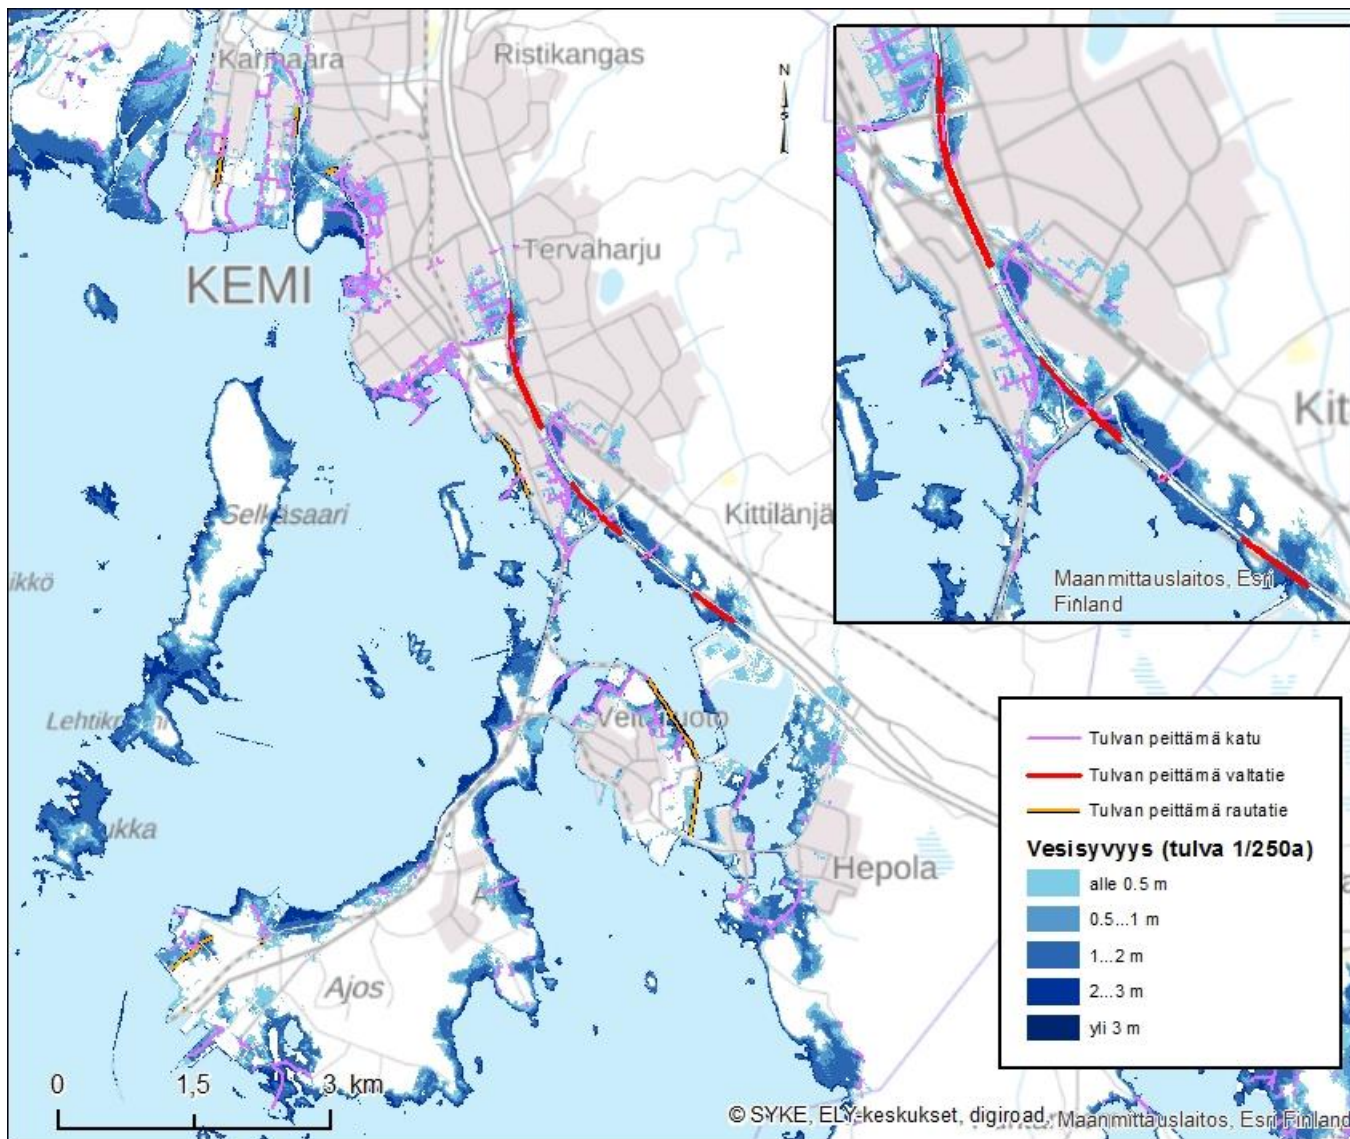 Karihaara
Ristikangas
N
Tervaharju
KEMI
Kit
Selkäsaari
Kittilänjä
ikkö
Maanmittauslaitos, Esri
Finland
Tulvan peittämä katu
Tulvan peittämä valtatie
Tulvan peittämä rautatie
Vesisyvyys (tulva 1/250a)
alle 0.5 m
0.5...1 m
1...2 m
2...3 m
yli 3 m
ukka
Hepola
Ajos
0 1,5 3 km
© SYKE, ELY-keskukset, digiroad, Maanmittauslaitos, Esri Finland